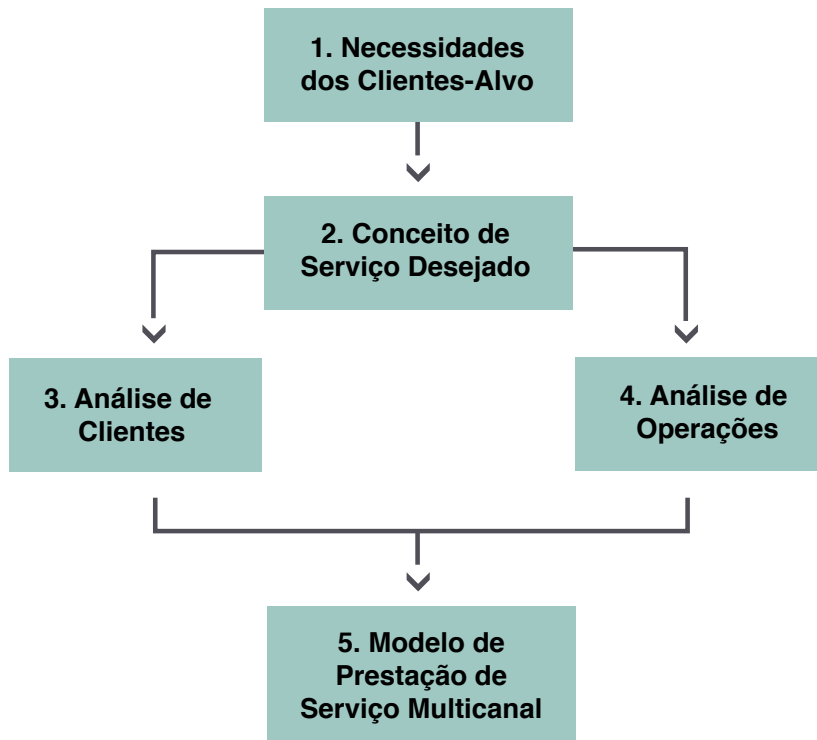 1. Necessidades
dos Clientes-Alvo
2. Conceito de
Serviço Desejado
3. Análise de
Clientes
4. Análise de
Operações
5. Modelo de
Prestação de
Serviço Multicanal